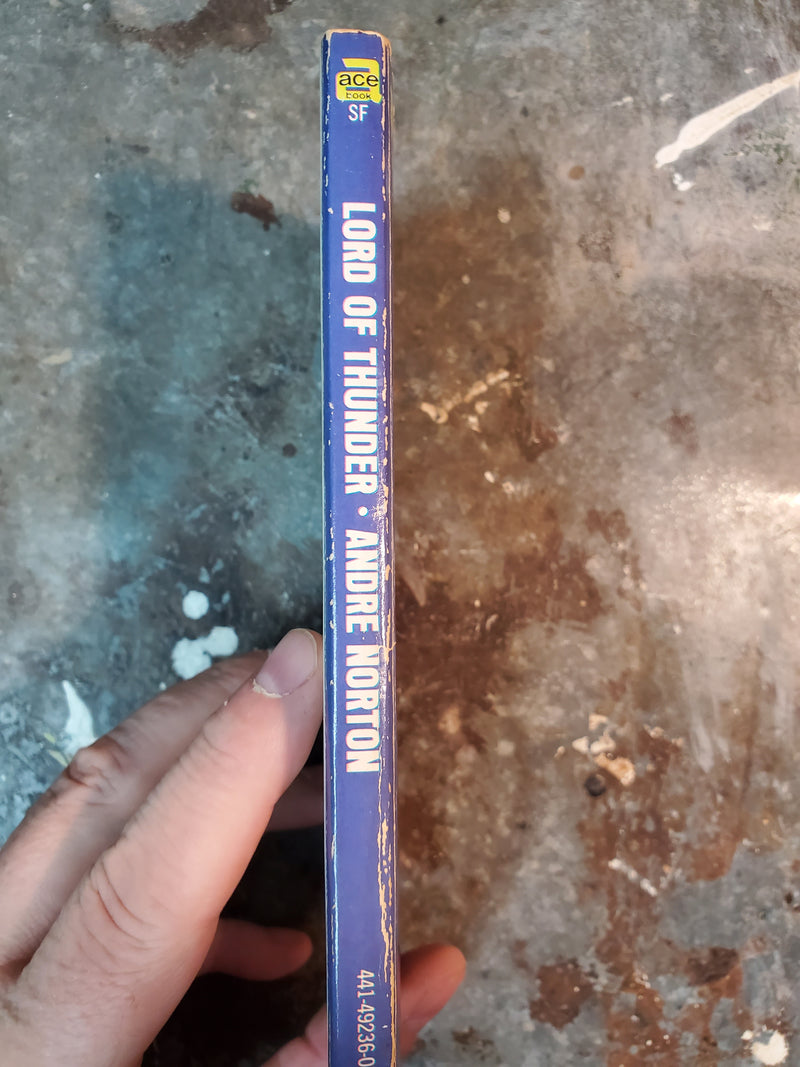 ace
book
SF
LORD OF THUNDER • ANDRE NORTON
441-49236-0